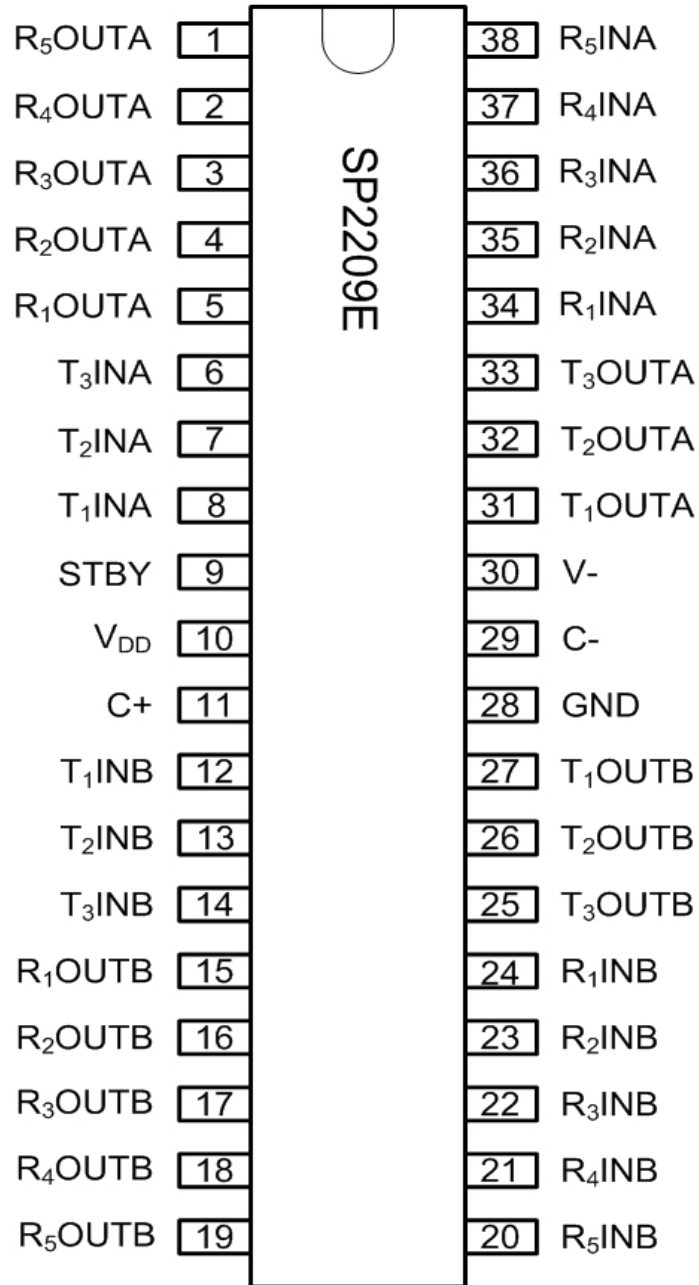 R₅OUTA 1 38 R₅INA
R₄OUTA 2 37 R₄INA
R₃OUTA 3 36 R₃INA
R₂OUTA 4 35 R₂INA
R₁OUTA 5 34 R₁INA
T₃INA 6 33 T₃OUTA
T₂INA 7 32 T₂OUTA
T₁INA 8 31 T₁OUTA
STBY 9 30 V-
V_DD 10 29 C-
C+ 11 28 GND
T₁INB 12 27 T₁OUTB
T₂INB 13 26 T₂OUTB
T₃INB 14 25 T₃OUTB
R₁OUTB 15 24 R₁INB
R₂OUTB 16 23 R₂INB
R₃OUTB 17 22 R₃INB
R₄OUTB 18 21 R₄INB
R₅OUTB 19 20 R₅INB
SP2209E